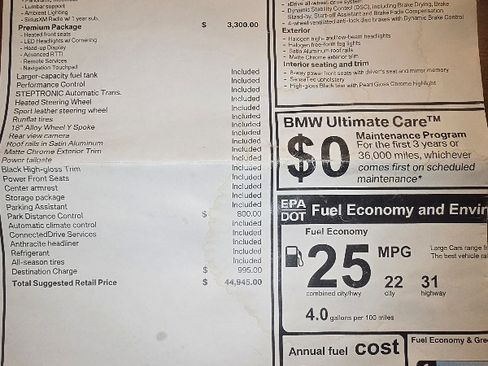 - Lumbar support
- Ambient Lighting
- SiriusXM Radio w/ 1 year sub.
Premium Package $ 3,300.00
- Heated front seats
- LED Headlights w/ Cornering
- Head-up Display
- Advanced RTTI
- Remote Services
- Navigation Touchpad
Larger-capacity fuel tank Included
Performance Control Included
STEPTRONIC Automatic Trans. Included
Heated Steering Wheel Included
Sport leather steering wheel Included
Runflat tires Included
18" Alloy Wheel Y Spoke Included
Rear view camera Included
Roof rails in Satin Aluminum Included
Matte Chrome Exterior Trim Included
Power tailgate Included
Black High-gloss Trim Included
Power Front Seats Included
Center armrest Included
Storage package Included
Parking Assistant Included
Park Distance Control $ 800.00
Automatic climate control Included
ConnectedDrive Services Included
Anthracite headliner Included
Refrigerant Included
All-season tires Included
Destination Charge $ 995.00
Total Suggested Retail Price $ 44,945.00
- xDrive all-wheel-drive system
- Dynamic Stability Control (DSC), including Brake Drying, Brake
Stand-by, Start-off Assistant and Brake Fade Compensation
- 4-wheel ventilated anti-lock disc brakes with Dynamic Brake Control
Exterior
- Halogen high- and low-beam headlights
- Halogen free-form fog lights
- Satin Aluminum roof rails
- Matte Chrome exterior trim
Interior seating and trim
- 8-way power front seats with driver's seat and mirror memory
- SensaTec upholstery
- High-gloss Black trim with Pearl Gloss Chrome highlight
BMW Ultimate Care™
$0 Maintenance Program
For the first 3 years or
36,000 miles, whichever
comes first on scheduled
maintenance*
EPA
DOT Fuel Economy and Envir
Fuel Economy
25 MPG
22 31
combined city/hwy city highway
4.0 gallons per 100 miles
Large Cars range
The best vehicle
Annual fuel cost
Fuel Economy & Gre